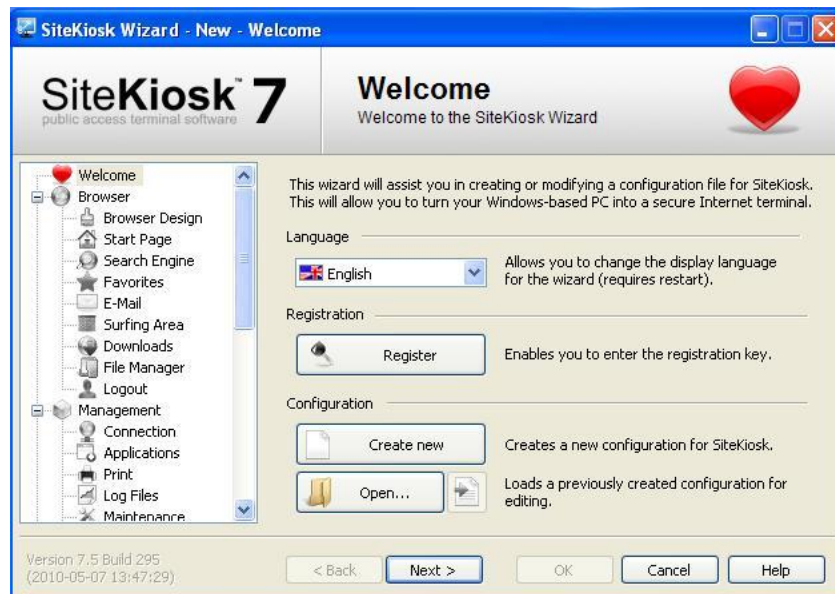 SiteKiosk Wizard - New - Welcome
SiteKiosk™ 7
public access terminal software
Welcome
Welcome to the SiteKiosk Wizard
Welcome
Browser
Browser Design
Start Page
Search Engine
Favorites
E-Mail
Surfing Area
Downloads
File Manager
Logout
Management
Connection
Applications
Print
Log Files
Maintenance
This wizard will assist you in creating or modifying a configuration file for SiteKiosk.
This will allow you to turn your Windows-based PC into a secure Internet terminal.
Language
English
Allows you to change the display language
for the wizard (requires restart).
Registration
Register
Enables you to enter the registration key.
Configuration
Create new
Creates a new configuration for SiteKiosk.
Open...
Loads a previously created configuration for
editing.
Version 7.5 Build 295
(2010-05-07 13:47:29)
< Back
Next >
OK
Cancel
Help